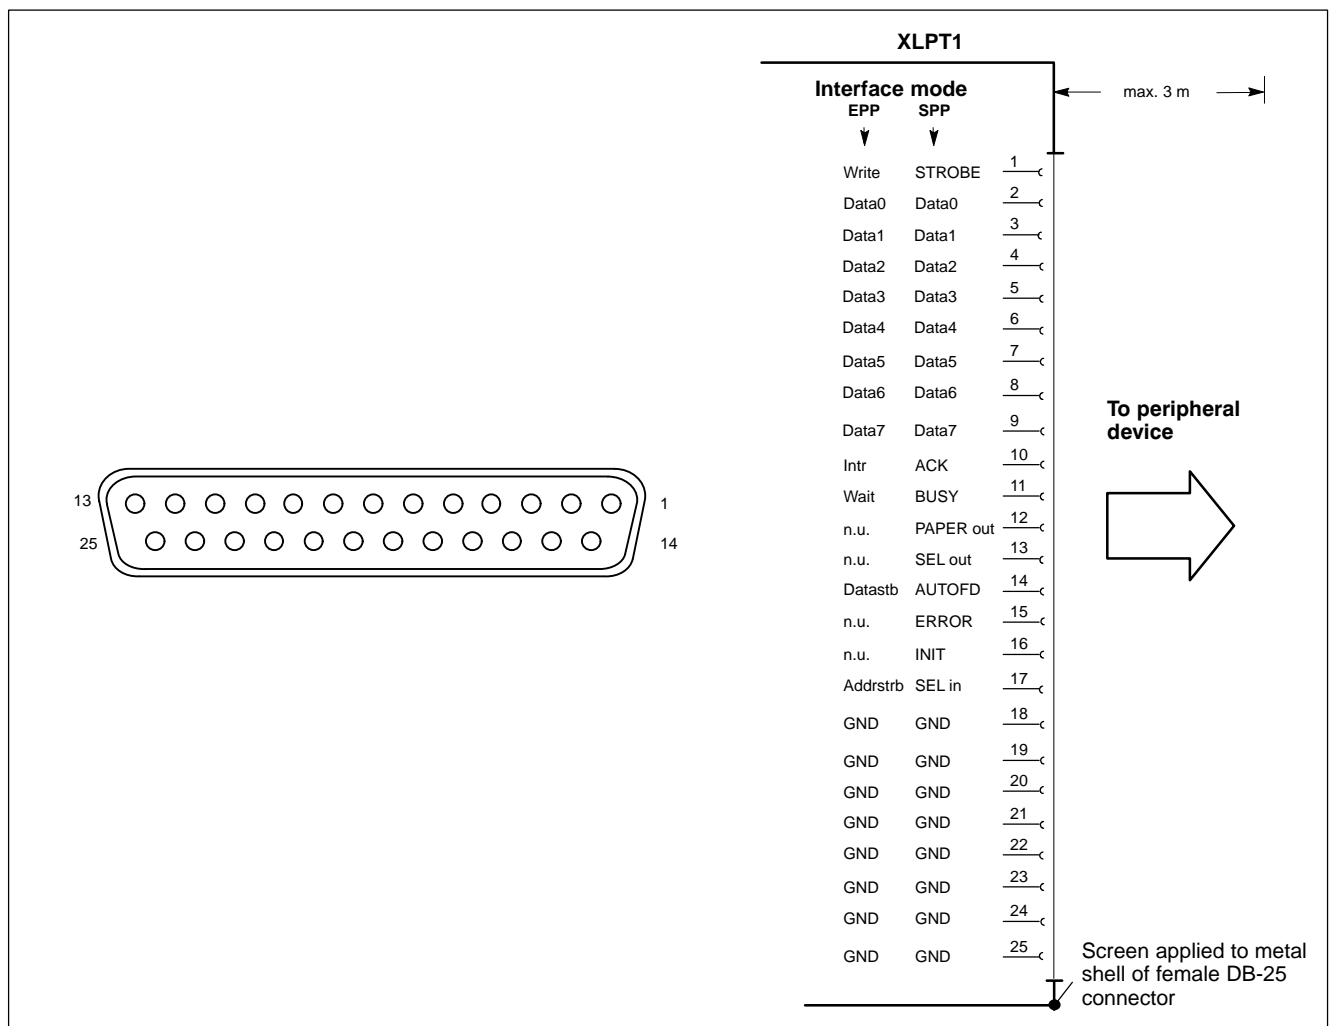 XLPT1
Interface mode
EPP SPP
max. 3 m
Write STROBE 1
Data0 Data0 2
Data1 Data1 3
Data2 Data2 4
Data3 Data3 5
Data4 Data4 6
Data5 Data5 7
Data6 Data6 8
Data7 Data7 9
Intr ACK 10
Wait BUSY 11
n.u. PAPER out 12
n.u. SEL out 13
Datastb AUTOFD 14
n.u. ERROR 15
n.u. INIT 16
Addrstrb SEL in 17
GND GND 18
GND GND 19
GND GND 20
GND GND 21
GND GND 22
GND GND 23
GND GND 24
GND GND 25
13 1
25 14
To peripheral
device
Screen applied to metal
shell of female DB-25
connector